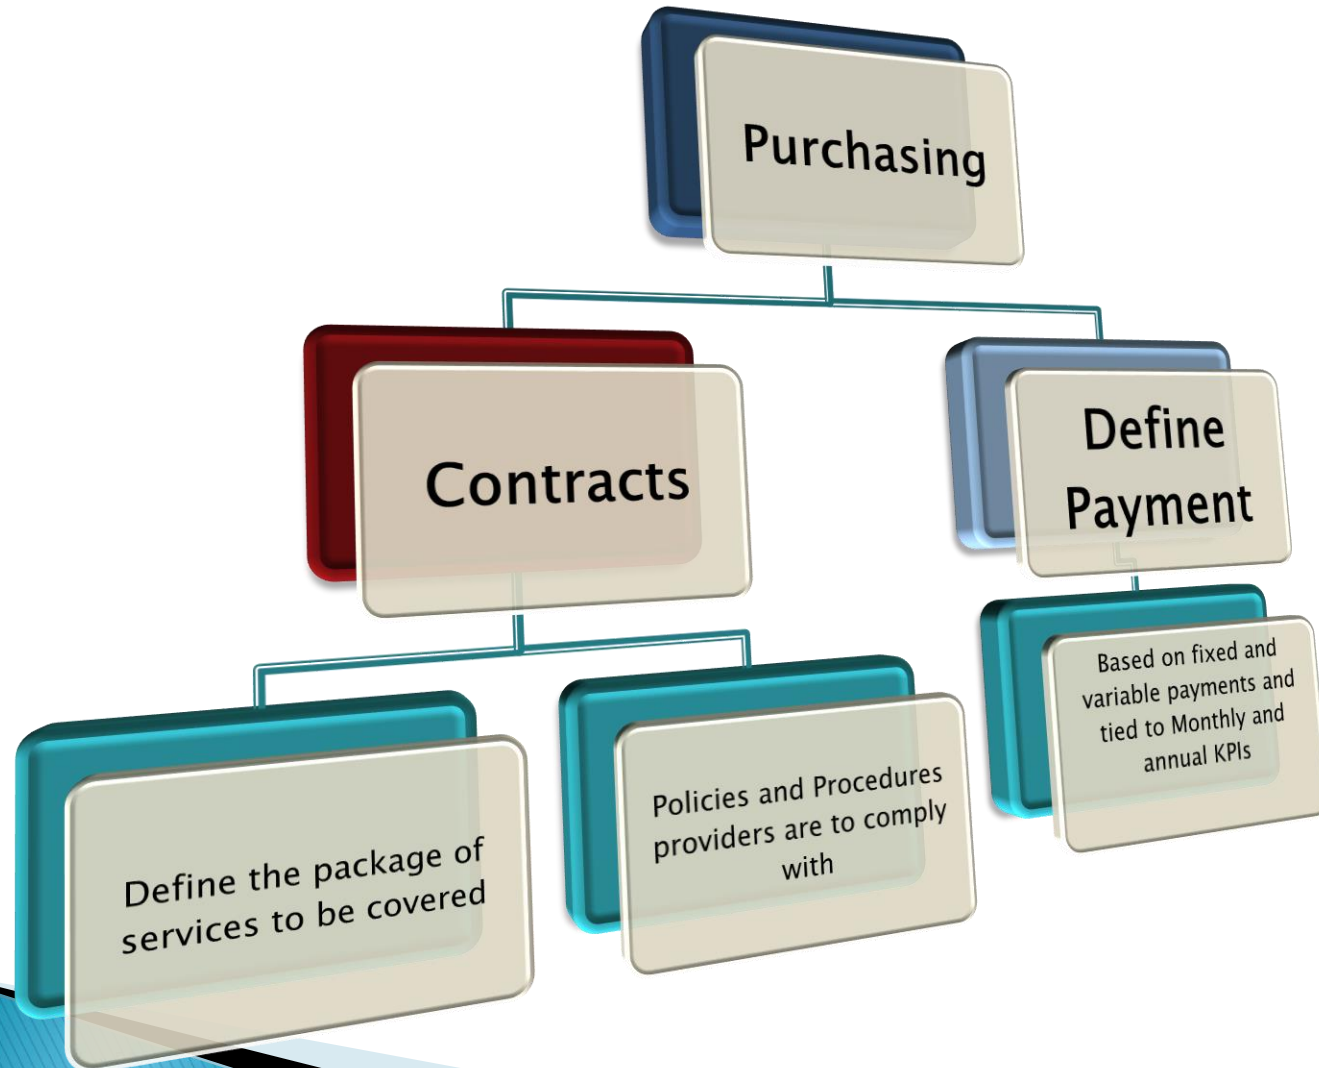 Purchasing
Contracts
Define
Payment
Define the package of
services to be covered
Policies and Procedures
providers are to comply
with
Based on fixed and
variable payments and
tied to Monthly and
annual KPIs